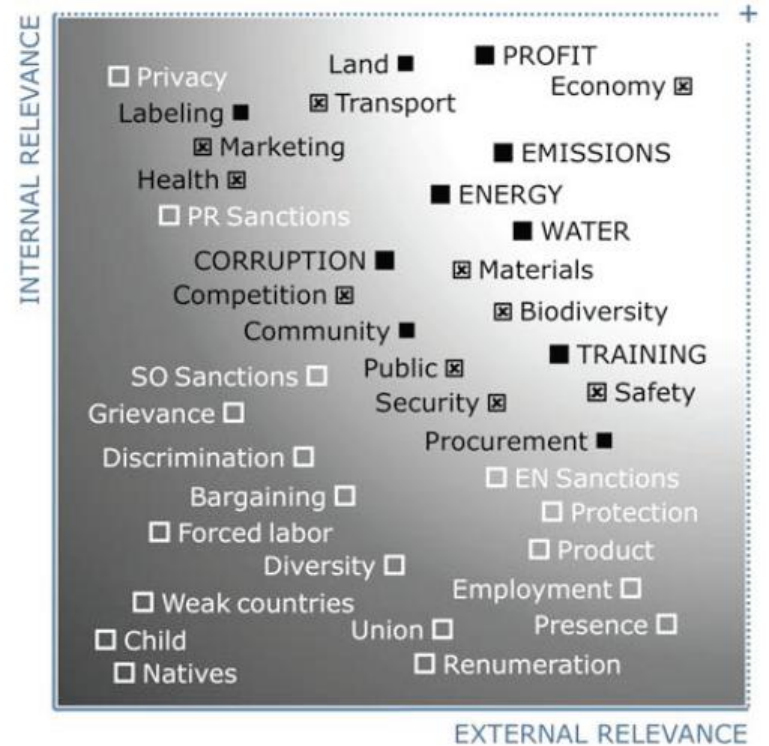 INTERNAL RELEVANCE
+
PROFIT
Land
Privacy
Economy
Transport
Labeling
Marketing
EMISSIONS
Health
ENERGY
PR Sanctions
WATER
CORRUPTION
Materials
Competition
Biodiversity
Community
TRAINING
Public
SO Sanctions
Safety
Security
Grievance
Procurement
Discrimination
EN Sanctions
Bargaining
Protection
Forced labor
Product
Diversity
Employment
Weak countries
Presence
Union
Child
Renumeration
Natives
EXTERNAL RELEVANCE